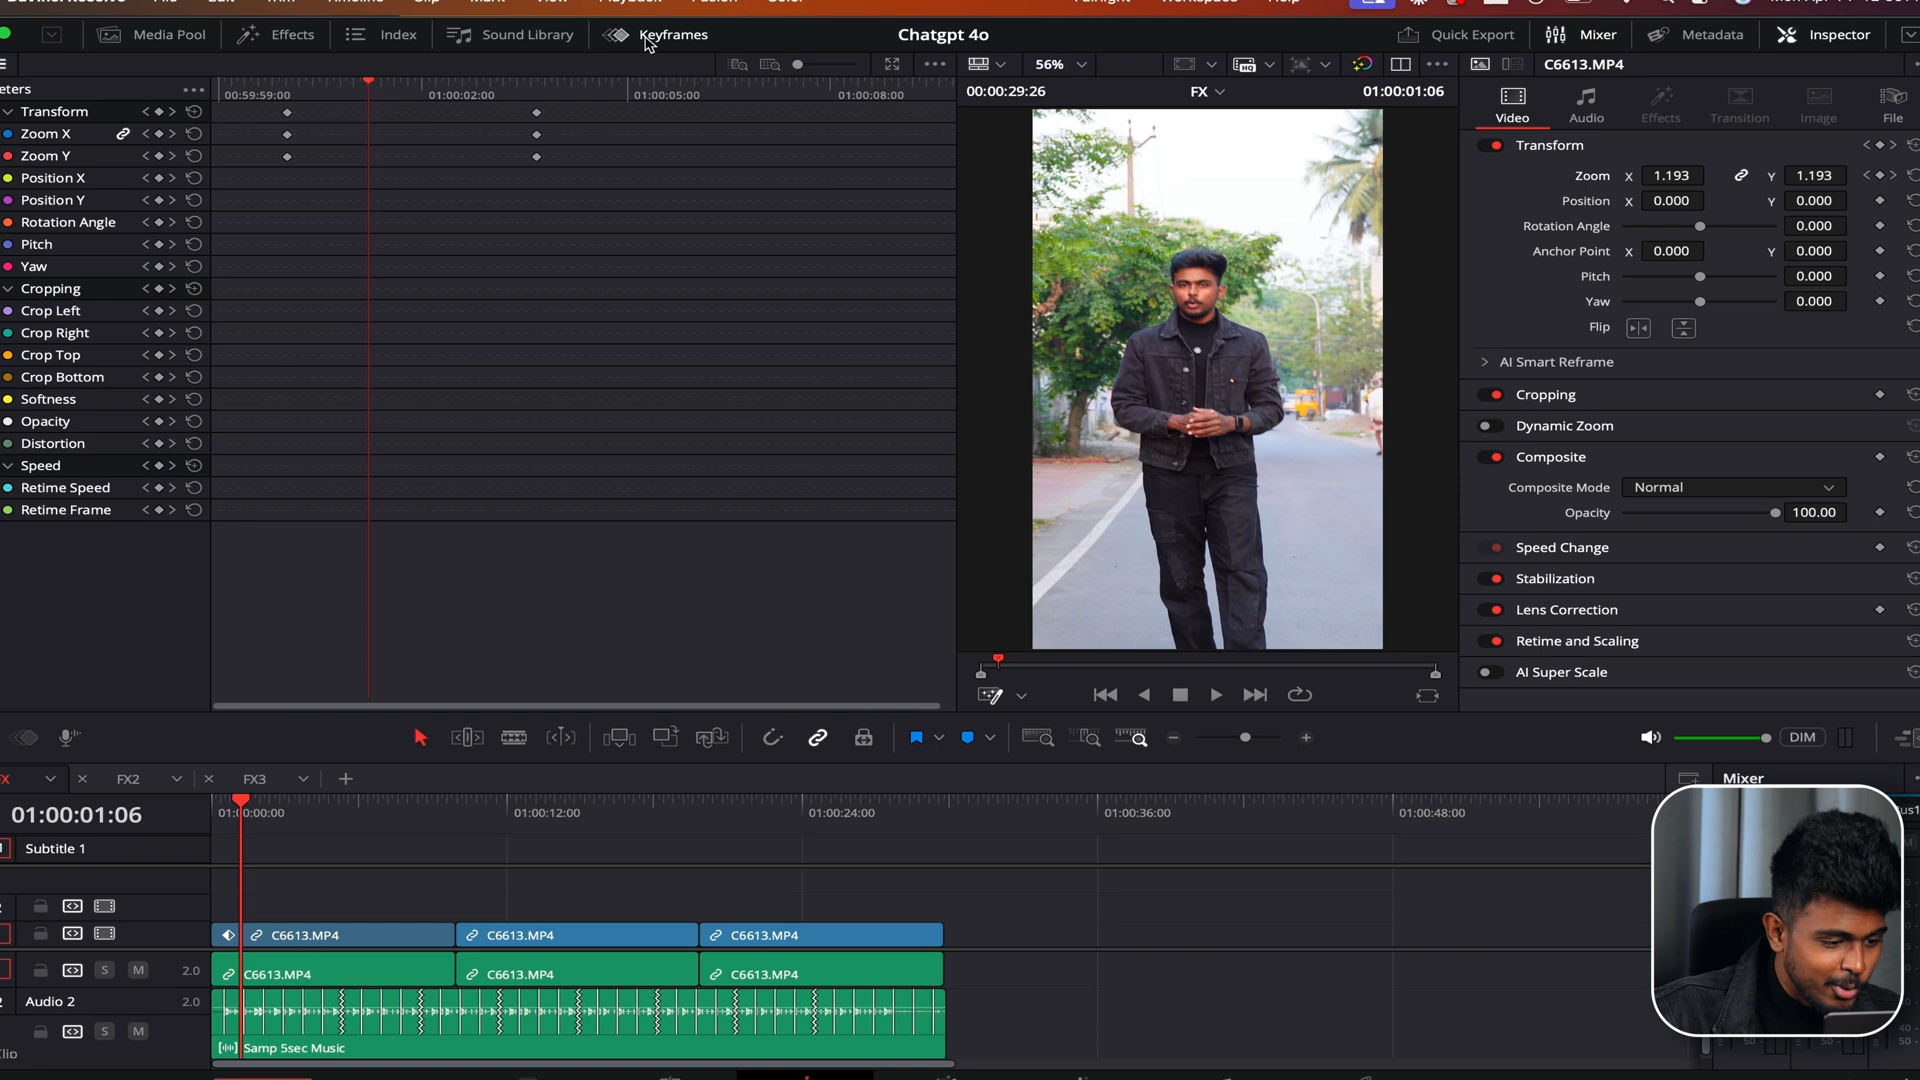 Media Pool
Effects
Index
Sound Library
Keyframes
Chatgpt 4o
Quick Export
Mixer
Metadata
Inspector
56%
C6613.MP4
eters
00:59:59:00
01:00:02:00
01:00:05:00
01:00:08:00
00:00:29:26
FX
01:00:01:06
Video
Audio
Effects
Transition
Image
File
Transform
Zoom X
Zoom Y
Position X
Position Y
Rotation Angle
Pitch
Yaw
Cropping
Crop Left
Crop Right
Crop Top
Crop Bottom
Softness
Opacity
Distortion
Speed
Retime Speed
Retime Frame
Transform
Zoom X 1.193 Y 1.193
Position X 0.000 Y 0.000
Rotation Angle 0.000
Anchor Point X 0.000 Y 0.000
Pitch 0.000
Yaw 0.000
Flip
AI Smart Reframe
Cropping
Dynamic Zoom
Composite
Composite Mode Normal
Opacity 100.00
Speed Change
Stabilization
Lens Correction
Retime and Scaling
AI Super Scale
DIM
FX2
FX3
Mixer
01:00:01:06
01:00:00:00
01:00:12:00
01:00:24:00
01:00:36:00
01:00:48:00
Subtitle 1
C6613.MP4
C6613.MP4
C6613.MP4
S M 2.0
C6613.MP4
C6613.MP4
C6613.MP4
Audio 2 2.0
S M
Samp 5sec Music